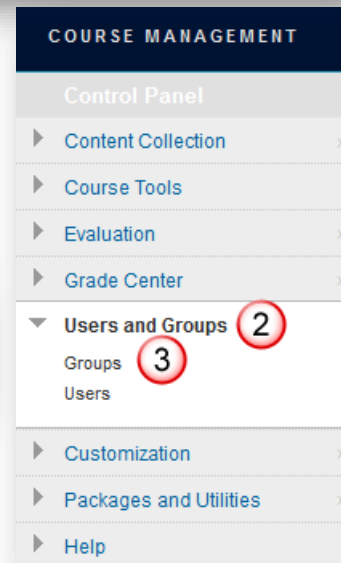 COURSE MANAGEMENT
Control Panel
Content Collection
Course Tools
Evaluation
Grade Center
Users and Groups 2
Groups 3
Users
Customization
Packages and Utilities
Help